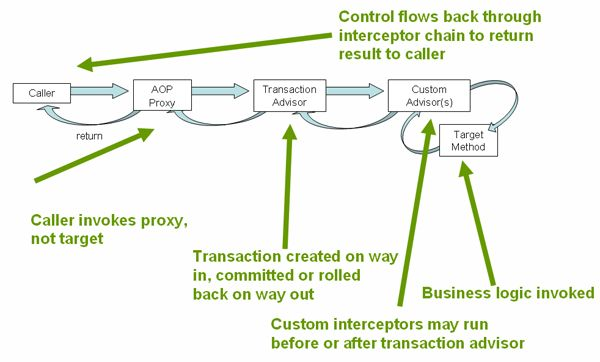 Control flows back through
interceptor chain to return
result to caller
Caller
AOP
Proxy
Transaction
Advisor
Custom
Advisor(s)
return
Target
Method
Caller invokes proxy,
not target
Transaction created on way
in, committed or rolled
back on way out
Business logic invoked
Custom interceptors may run
before or after transaction advisor